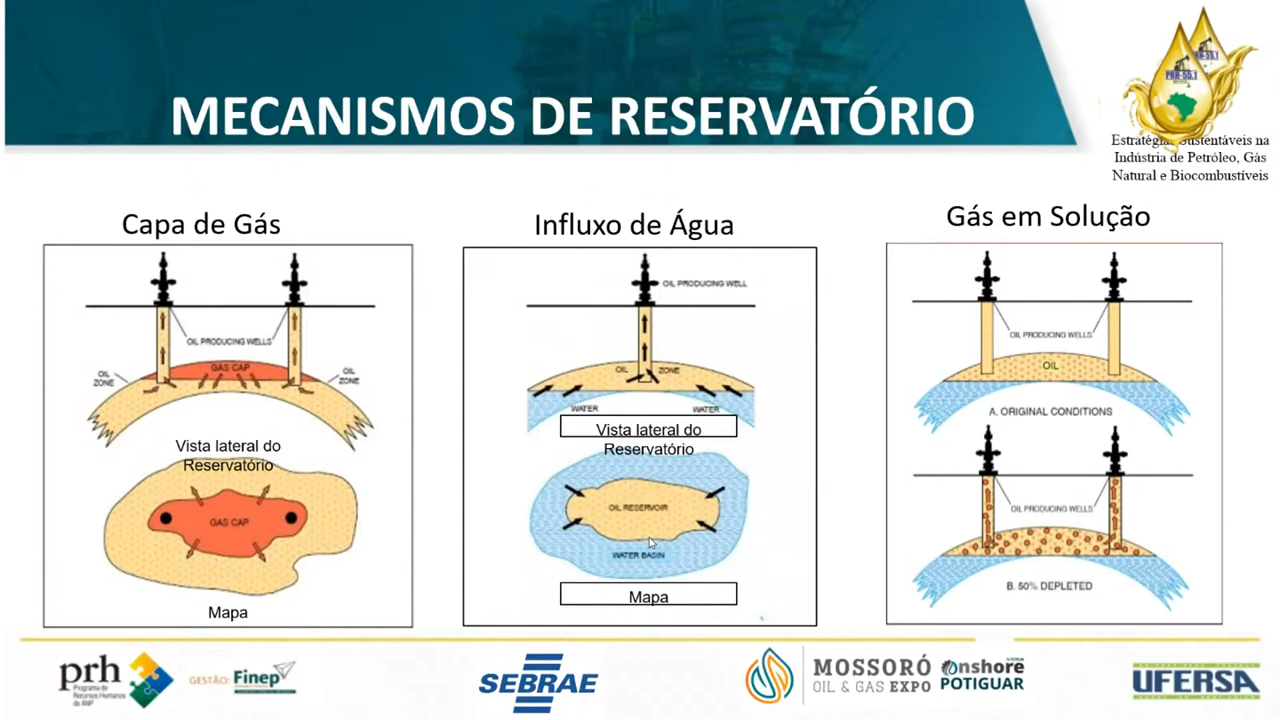 MECANISMOS DE RESERVATÓRIO
PRH-55.1
Estratégias Sustentáveis na
Indústria de Petróleo, Gás
Natural e Biocombustíveis
Capa de Gás
OIL PRODUCING WELLS
GAS CAP
OIL
ZONE
OIL
ZONE
Vista lateral do
Reservatório
GAS CAP
Mapa
Influxo de Água
OIL PRODUCING WELL
OIL ZONE
WATER WATER
Vista lateral do
Reservatório
OIL RESERVOIR
WATER BASIN
Mapa
Gás em Solução
OIL PRODUCING WELLS
OIL
A. ORIGINAL CONDITIONS
OIL PRODUCING WELLS
B. 50% DEPLETED
prh
Programa de
Recursos Humanos
da ANP
GESTÃO: Finep
SEBRAE
MOSSORÓ
OIL & GAS EXPO
Onshore
POTIGUAR
UFERSA